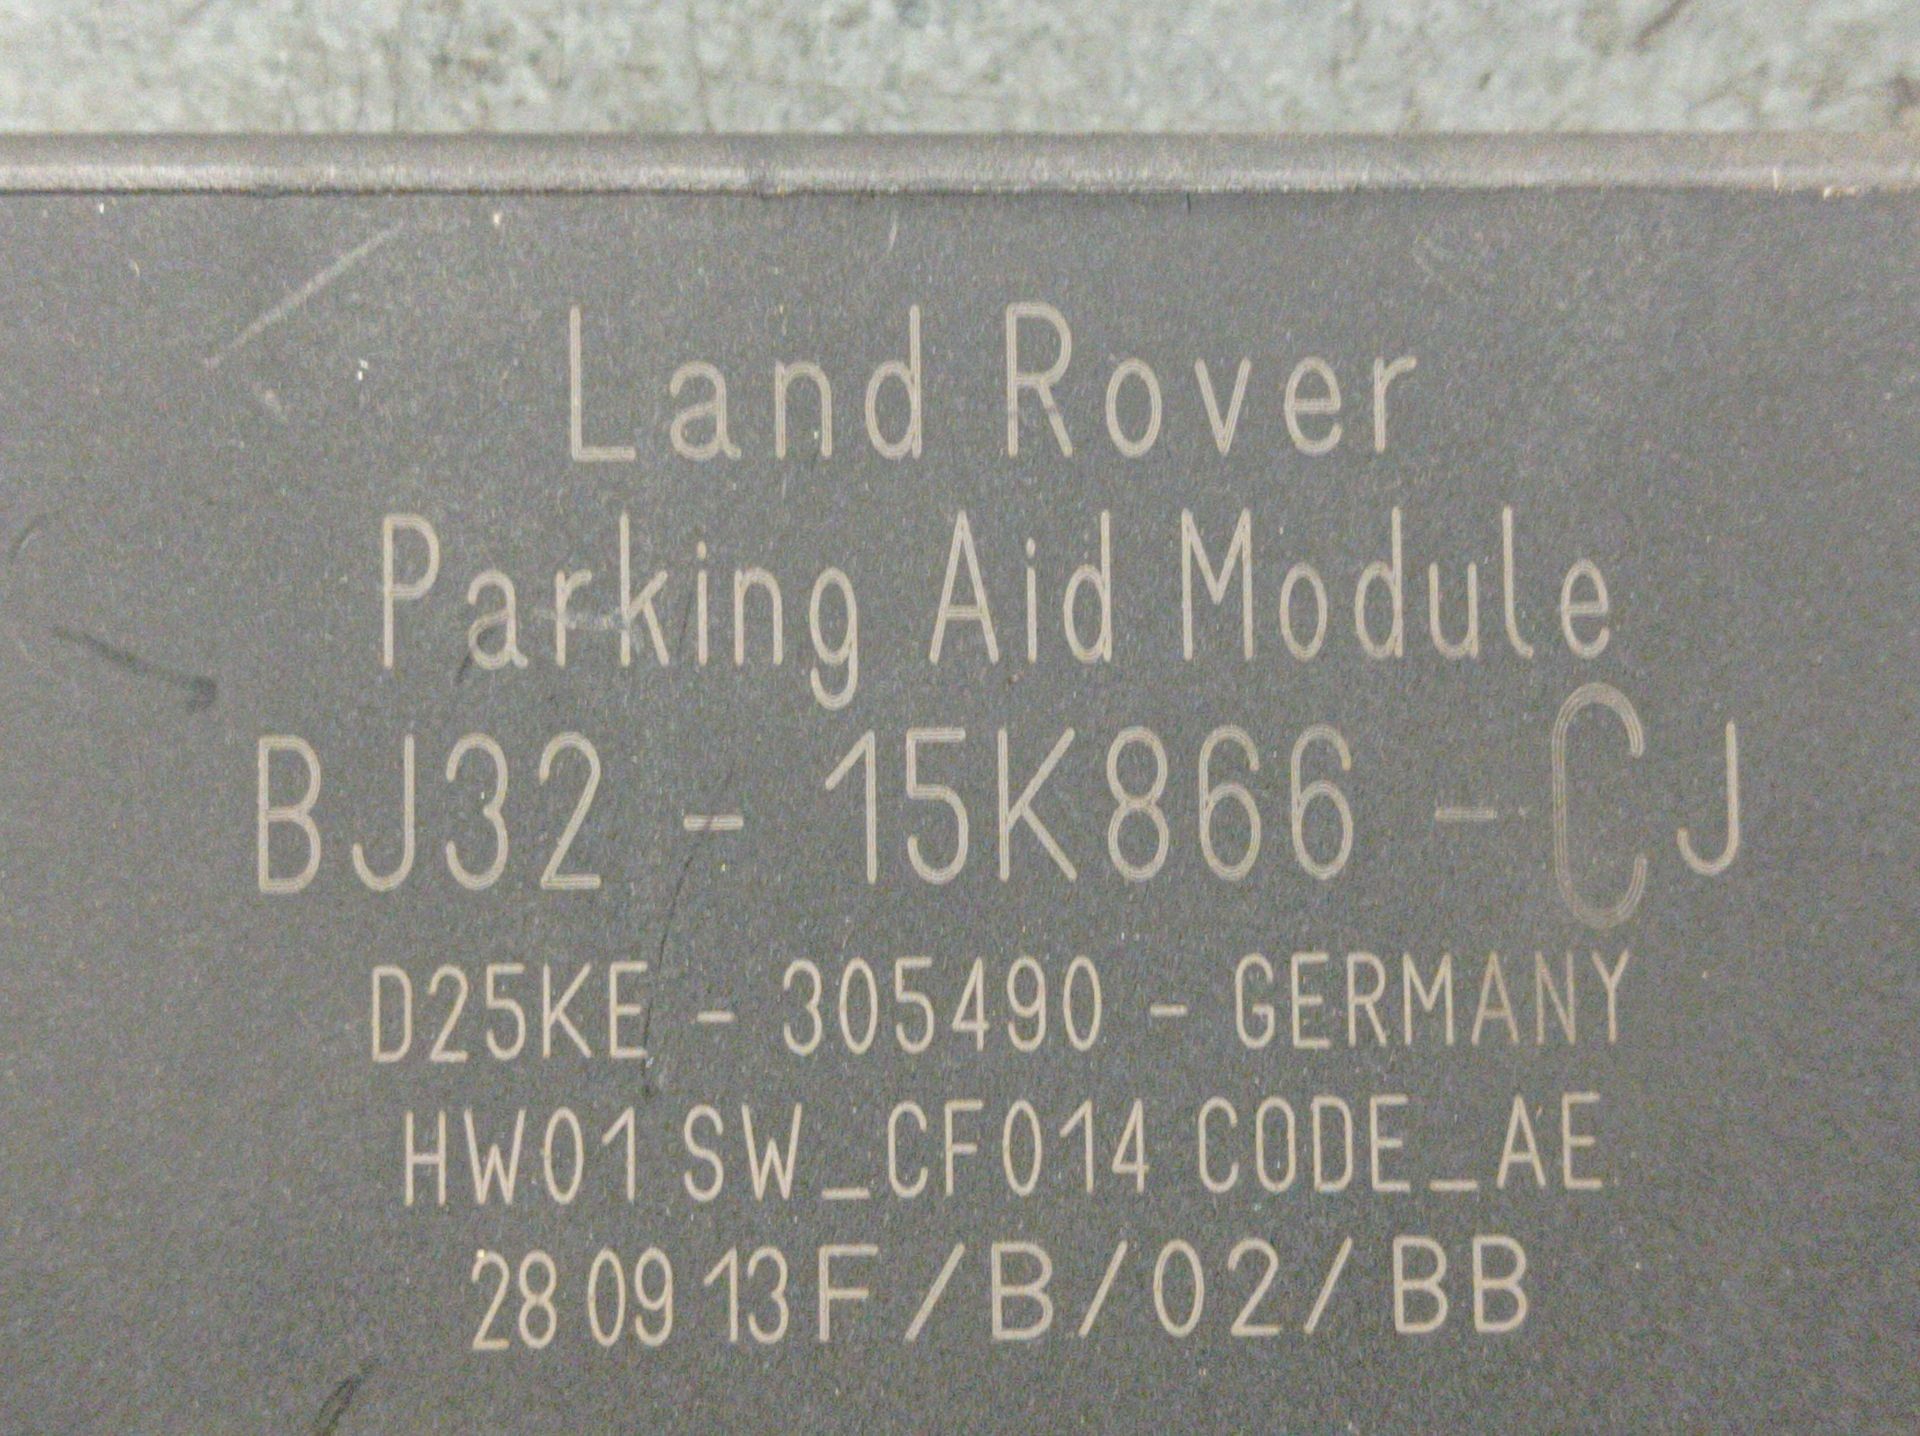 Land Rover
Parking Aid Module
BJ32 - 15K866 - CJ
D25KE - 305490 - GERMANY
HW01 SW_CF014 CODE_AE
28 09 13 F/B/02/BB